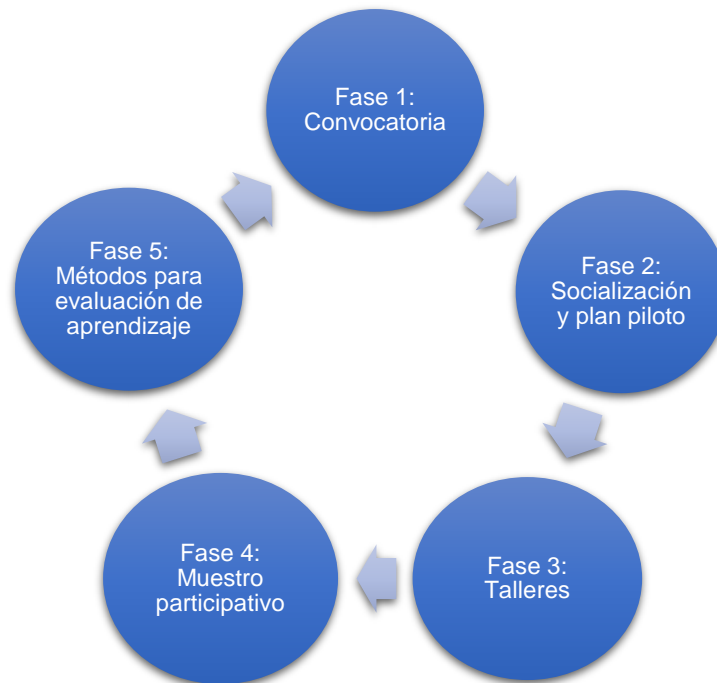 Fase 1:
Convocatoria
Fase 2:
Socialización
y plan piloto
Fase 3:
Talleres
Fase 4:
Muestro
participativo
Fase 5:
Métodos para
evaluación de
aprendizaje